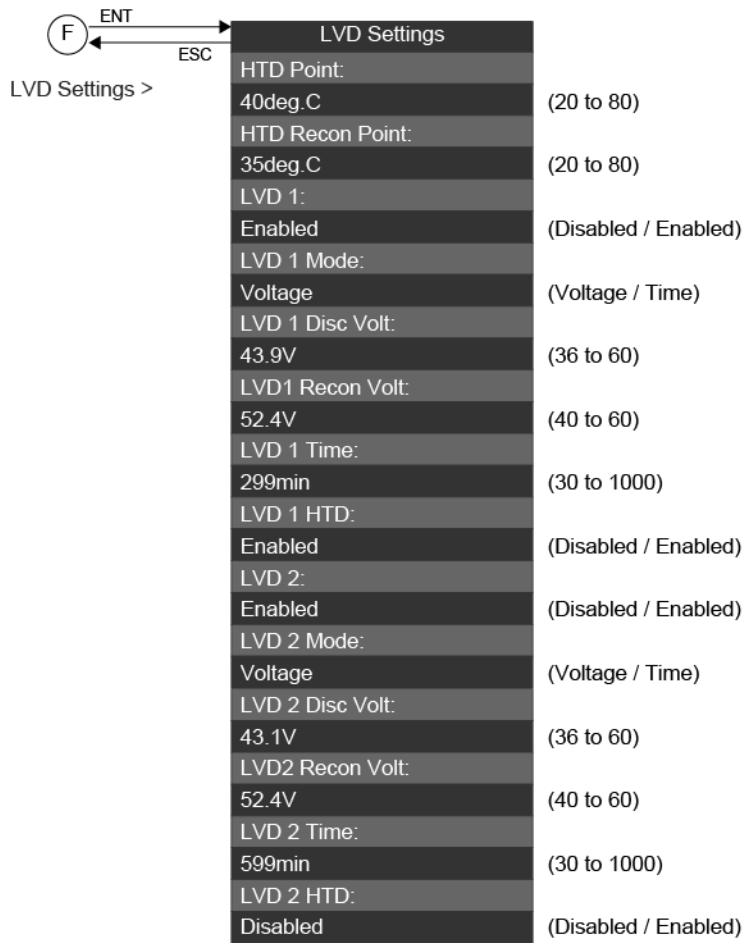 F
ENT
ESC
LVD Settings >
LVD Settings
HTD Point:
40deg.C (20 to 80)
HTD Recon Point:
35deg.C (20 to 80)
LVD 1:
Enabled (Disabled / Enabled)
LVD 1 Mode:
Voltage (Voltage / Time)
LVD 1 Disc Volt:
43.9V (36 to 60)
LVD1 Recon Volt:
52.4V (40 to 60)
LVD 1 Time:
299min (30 to 1000)
LVD 1 HTD:
Enabled (Disabled / Enabled)
LVD 2:
Enabled (Disabled / Enabled)
LVD 2 Mode:
Voltage (Voltage / Time)
LVD 2 Disc Volt:
43.1V (36 to 60)
LVD2 Recon Volt:
52.4V (40 to 60)
LVD 2 Time:
599min (30 to 1000)
LVD 2 HTD:
Disabled (Disabled / Enabled)